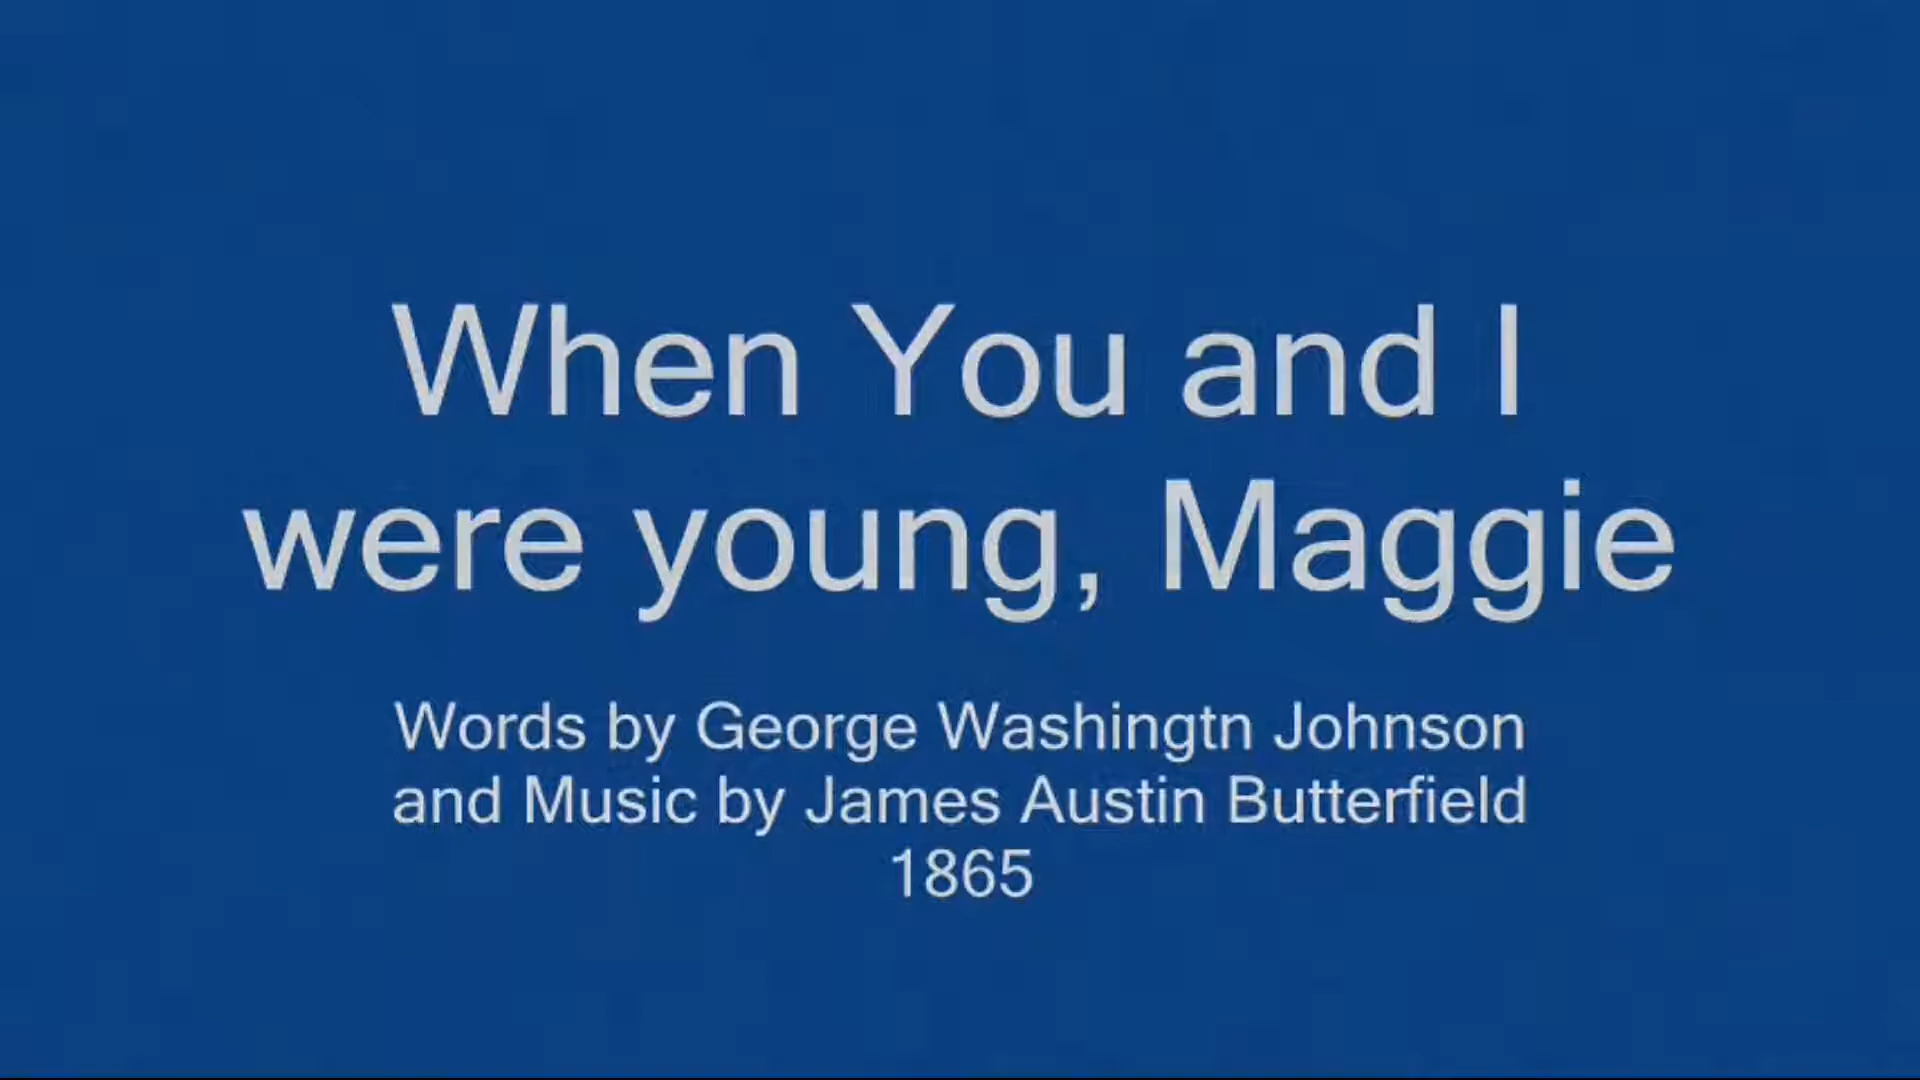 When You and I
were young, Maggie
Words by George Washingtn Johnson
and Music by James Austin Butterfield
1865